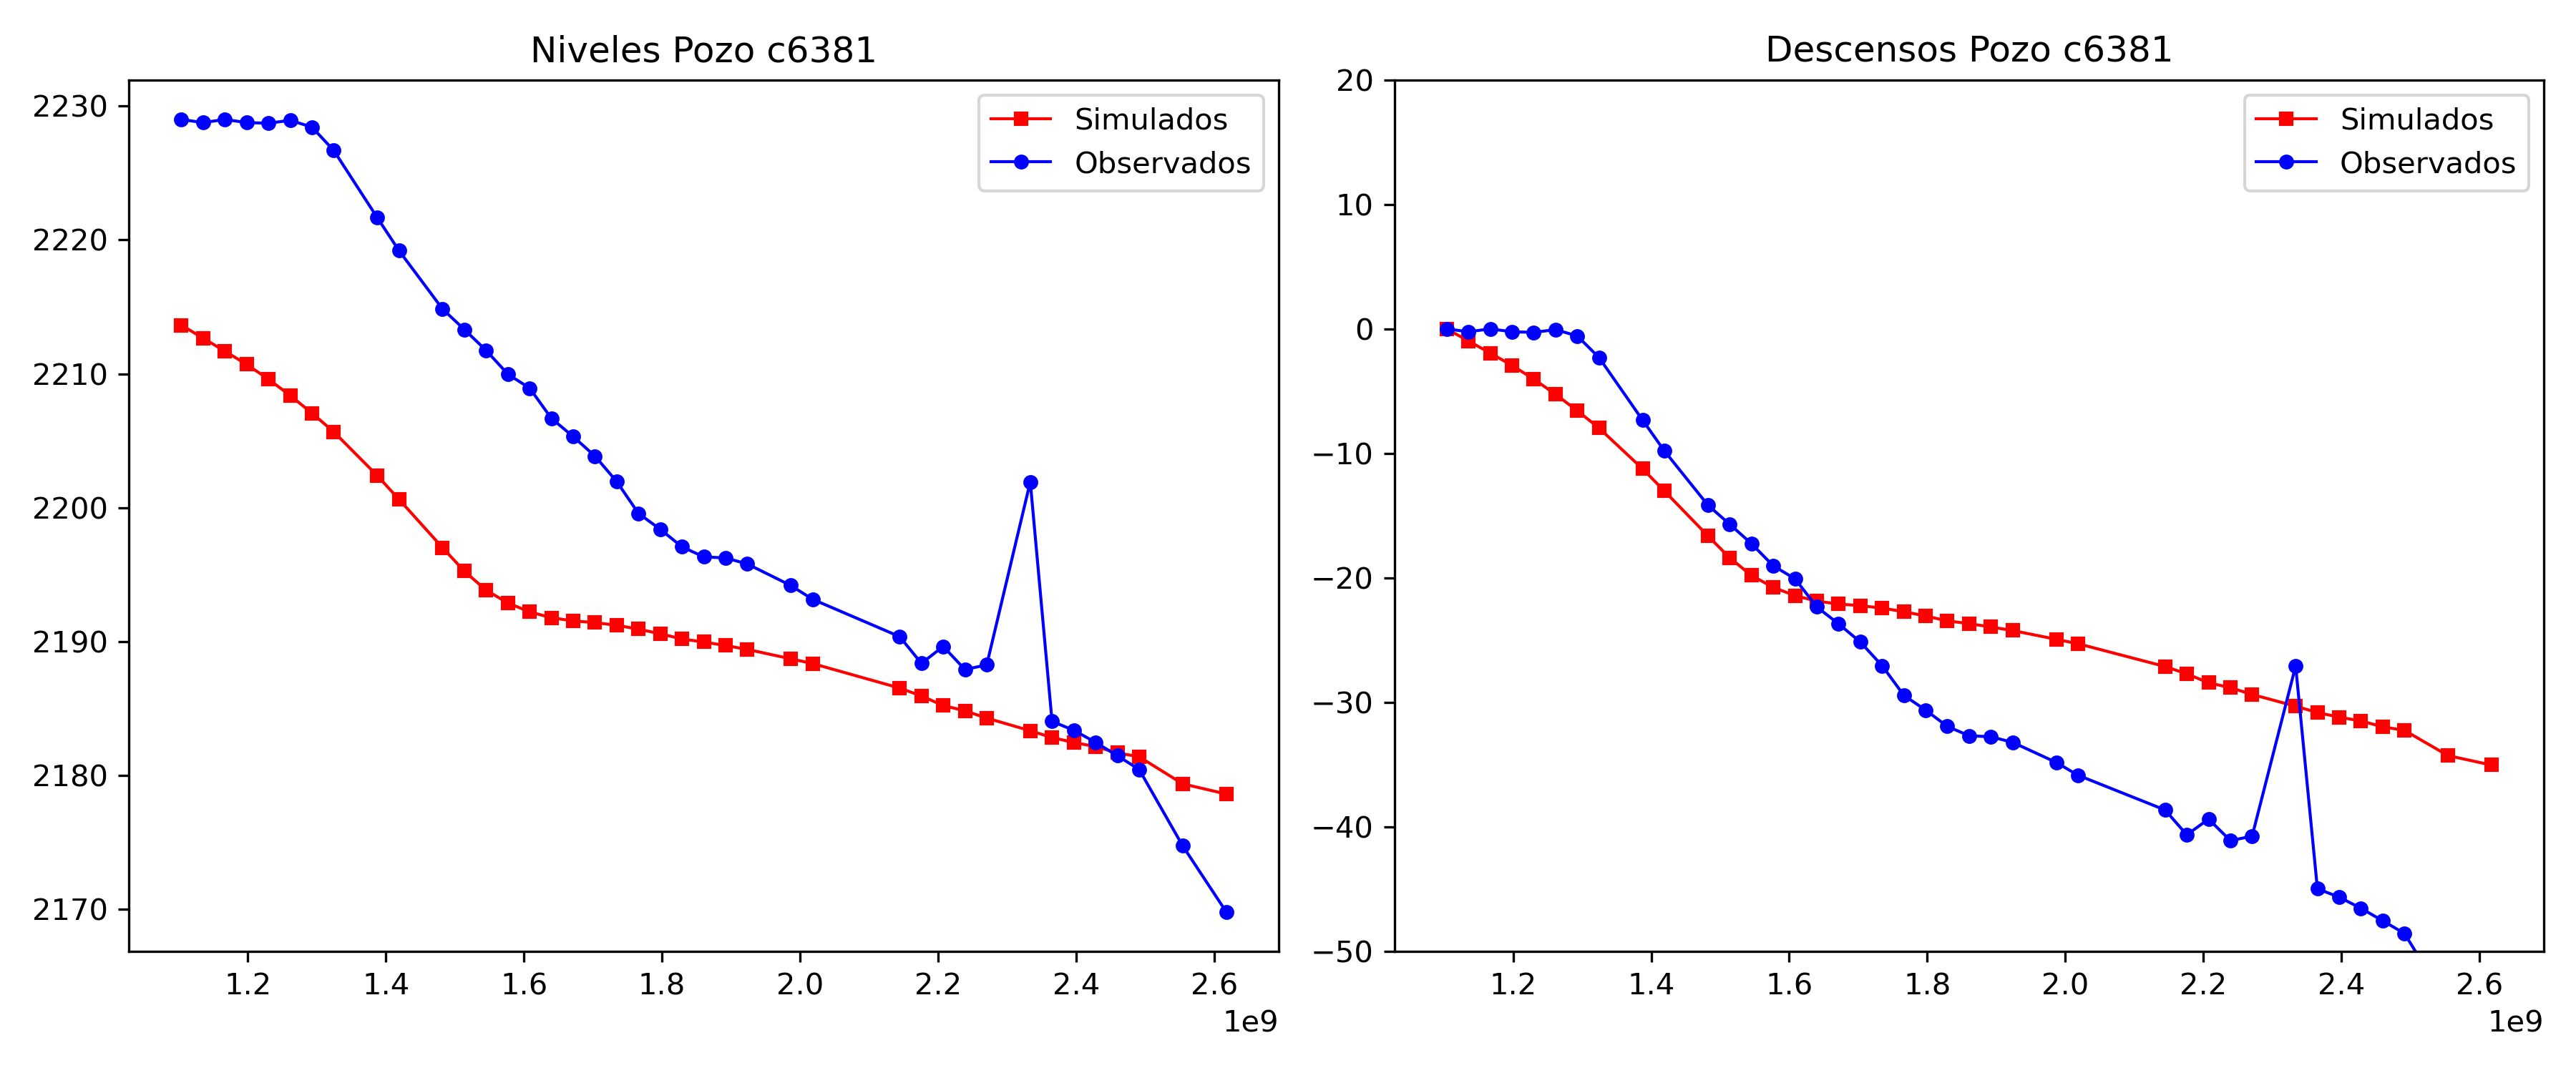 Niveles Pozo c6381
2230
2220
2210
2200
2190
2180
2170
1.2 1.4 1.6 1.8 2.0 2.2 2.4 2.6
1e9
Simulados
Observados
Descensos Pozo c6381
20
10
0
−10
−20
−30
−40
−50
1.2 1.4 1.6 1.8 2.0 2.2 2.4 2.6
1e9
Simulados
Observados